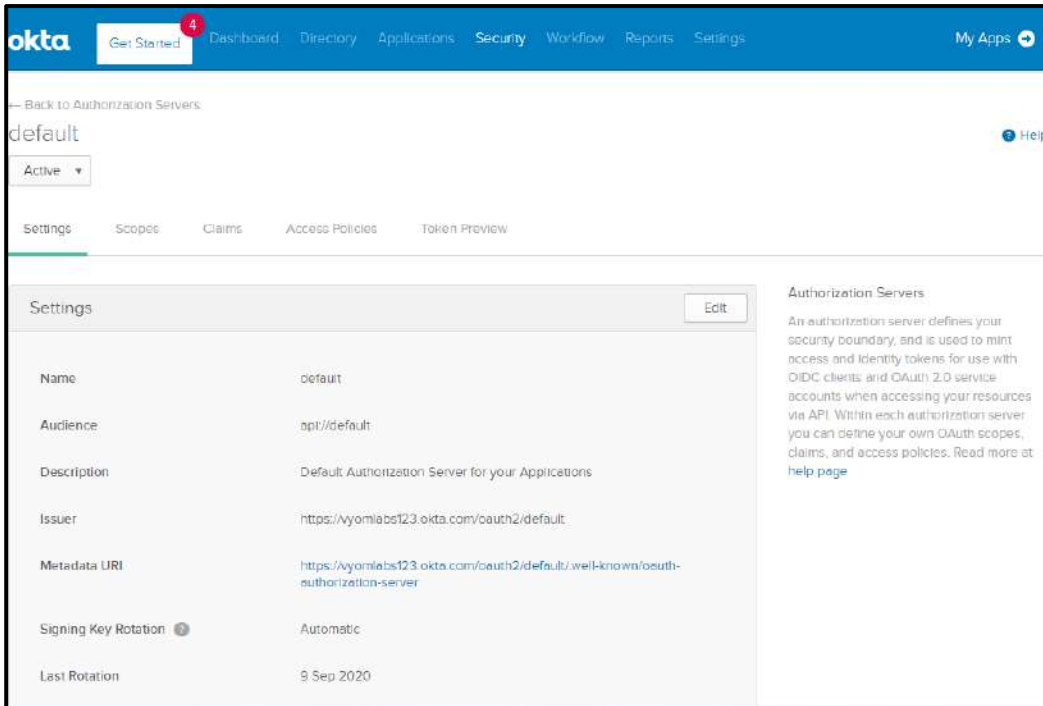 okta
Get Started
4
Dashboard
Directory
Applications
Security
Workflow
Reports
Settings
My Apps
← Back to Authorization Servers
default
Help
Active
Settings
Scopes
Claims
Access Policies
Token Preview
Settings
Edit
Name
default
Audience
api://default
Description
Default Authorization Server for your Applications
Issuer
https://vyomlabs123.okta.com/oauth2/default
Metadata URI
https://vyomlabs123.okta.com/oauth2/default/.well-known/oauth-
authorization-server
Signing Key Rotation
Automatic
Last Rotation
9 Sep 2020
Authorization Servers
An authorization server defines your
security boundary, and is used to mint
access and identity tokens for use with
OIDC clients and OAuth 2.0 service
accounts when accessing your resources
via API. Within each authorization server
you can define your own OAuth scopes,
claims, and access policies. Read more at
help page